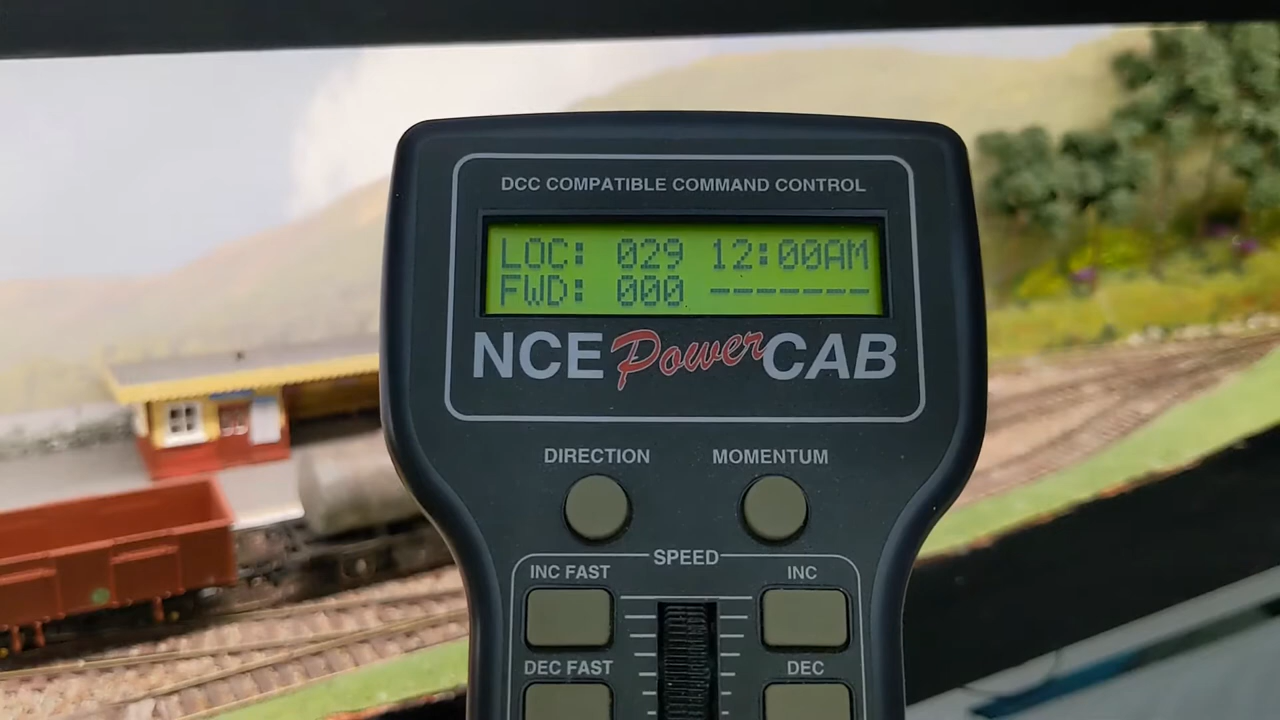 DCC COMPATIBLE COMMAND CONTROL
LOC: 029 12:00AM
FWD: 000 -------
NCE Power CAB
DIRECTION MOMENTUM
SPEED
INC FAST INC
DEC FAST DEC